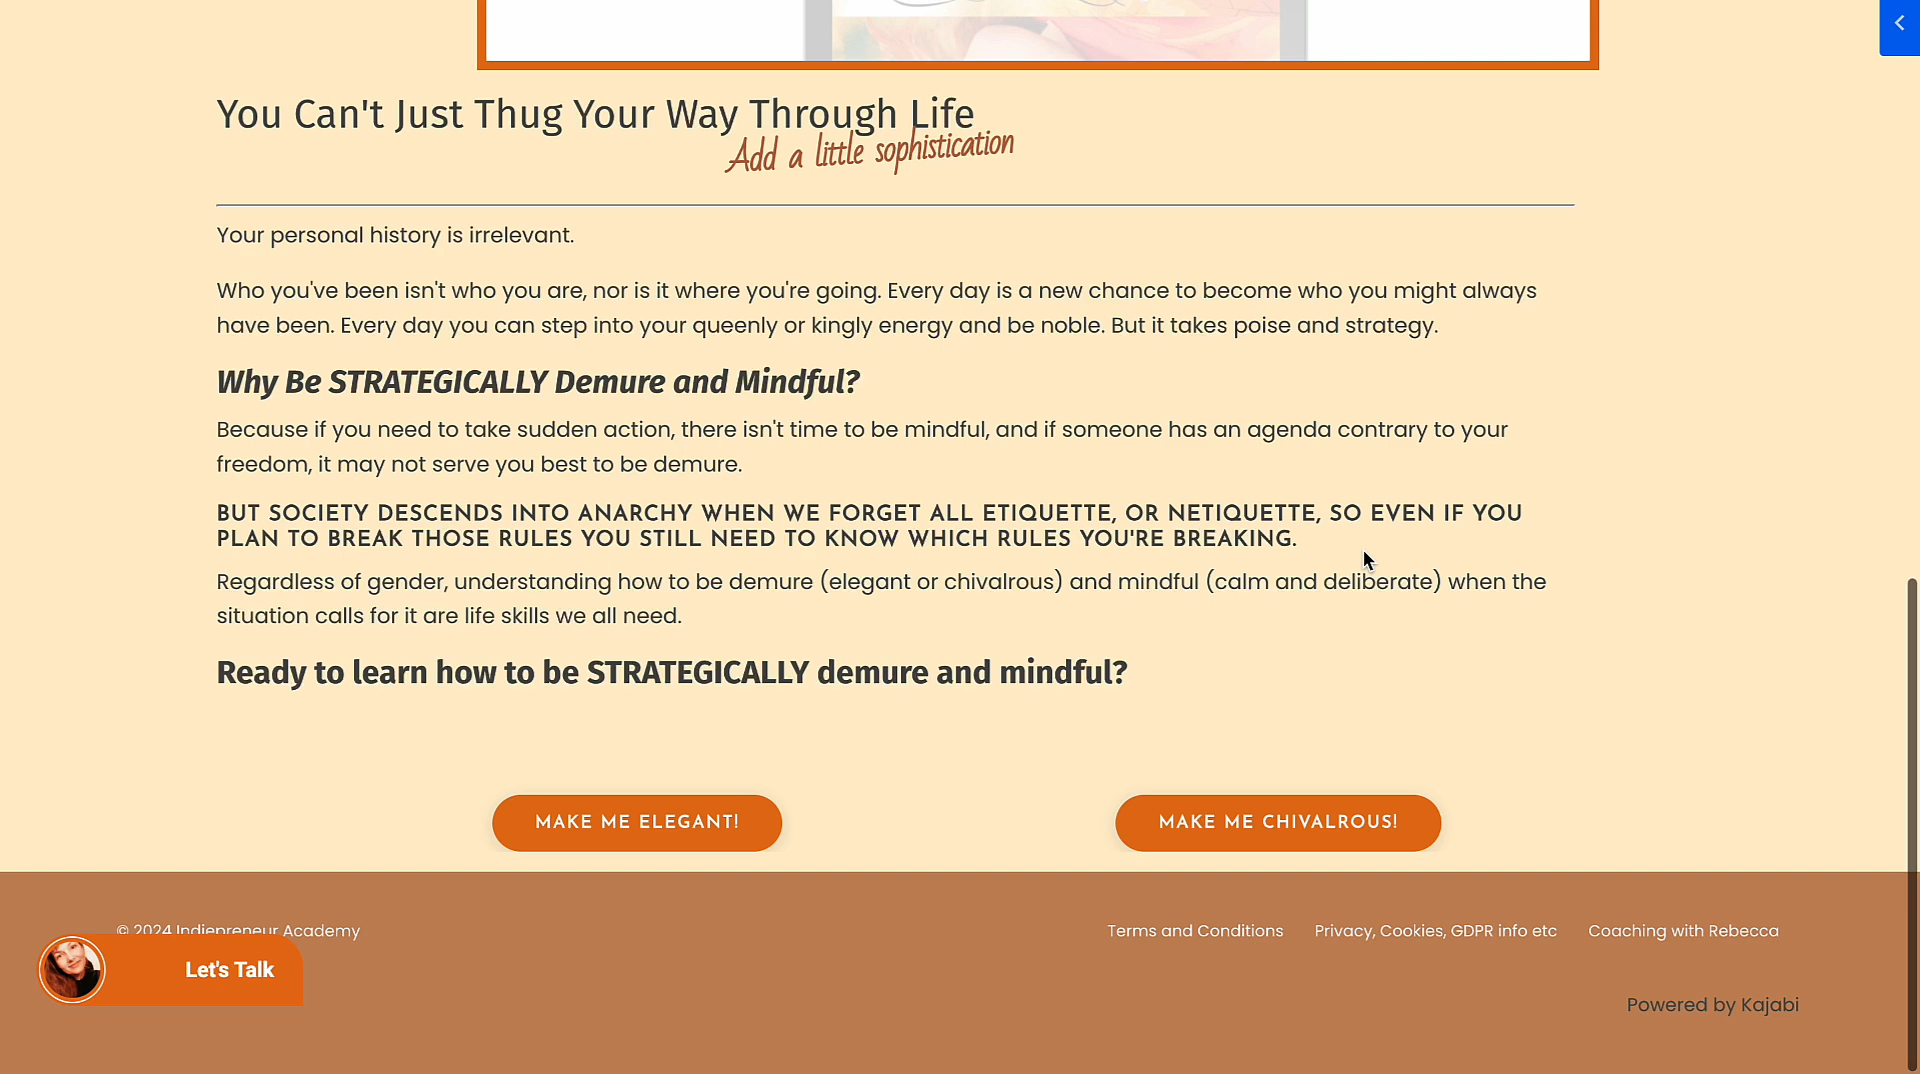 You Can't Just Thug Your Way Through Life
Add a little sophistication
Your personal history is irrelevant.
Who you've been isn't who you are, nor is it where you're going. Every day is a new chance to become who you might always
have been. Every day you can step into your queenly or kingly energy and be noble. But it takes poise and strategy.
Why Be STRATEGICALLY Demure and Mindful?
Because if you need to take sudden action, there isn't time to be mindful, and if someone has an agenda contrary to your
freedom, it may not serve you best to be demure.
BUT SOCIETY DESCENDS INTO ANARCHY WHEN WE FORGET ALL ETIQUETTE, OR NETIQUETTE, SO EVEN IF YOU
PLAN TO BREAK THOSE RULES YOU STILL NEED TO KNOW WHICH RULES YOU'RE BREAKING.
Regardless of gender, understanding how to be demure (elegant or chivalrous) and mindful (calm and deliberate) when the
situation calls for it are life skills we all need.
Ready to learn how to be STRATEGICALLY demure and mindful?
MAKE ME ELEGANT!
MAKE ME CHIVALROUS!
© 2024 Indiepreneur Academy
Terms and Conditions
Privacy, Cookies, GDPR info etc
Coaching with Rebecca
Let's Talk
Powered by Kajabi